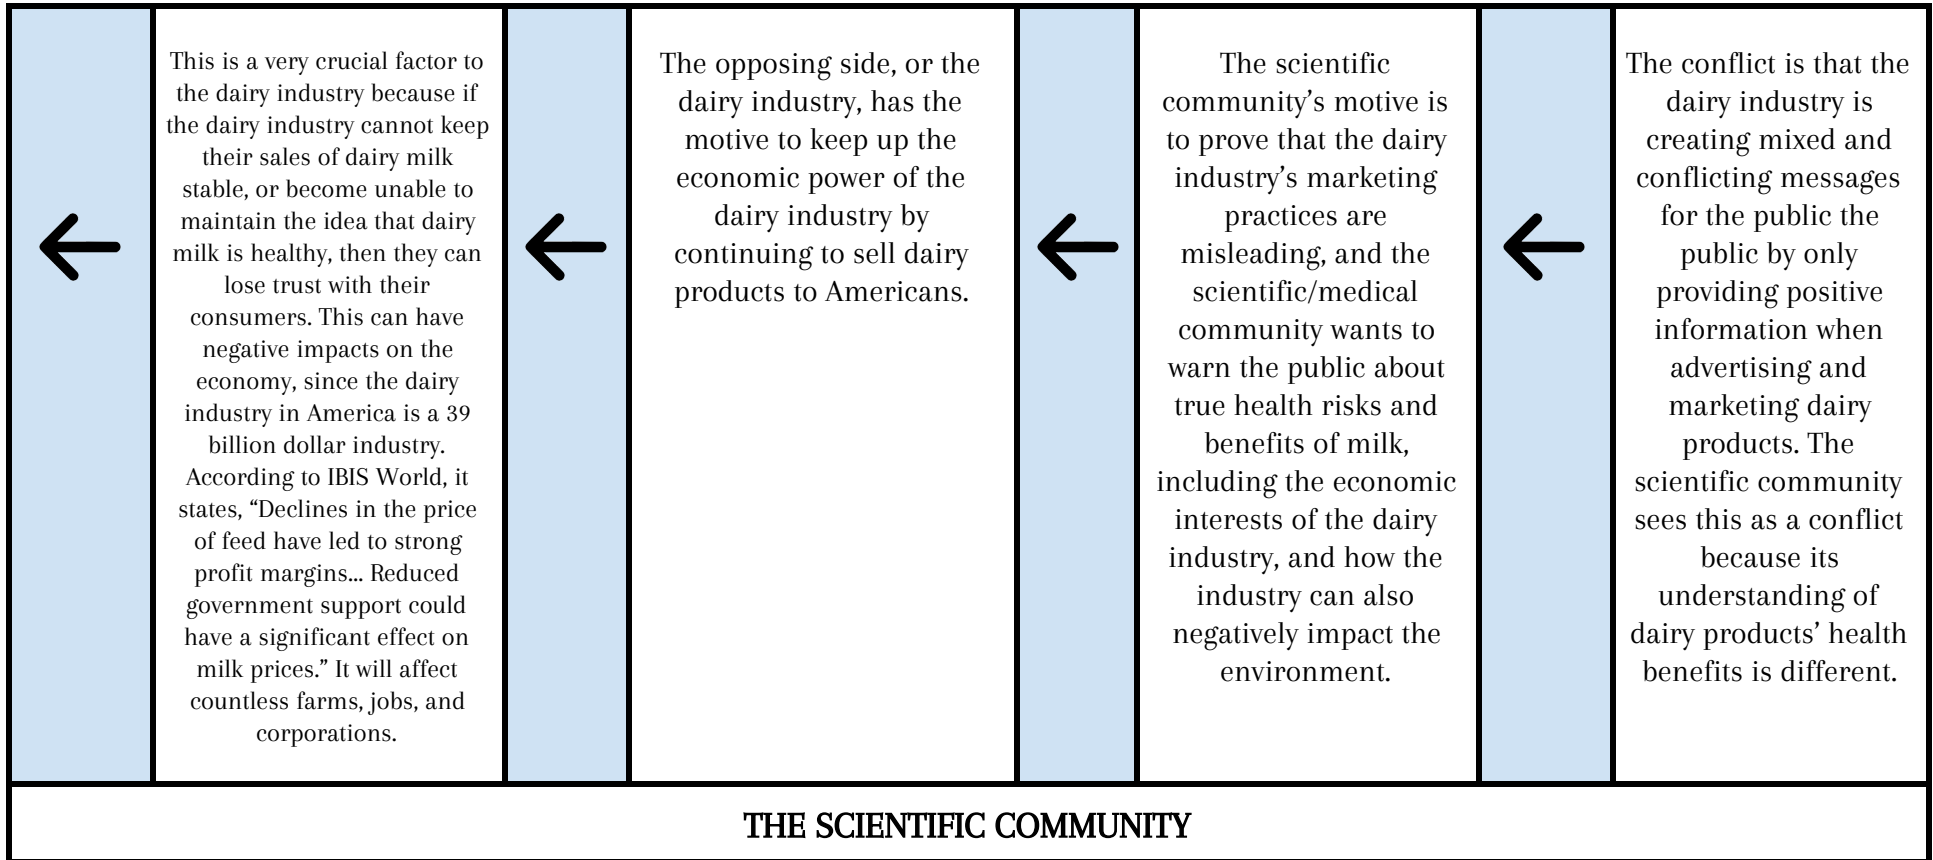 This is a very crucial factor to
the dairy industry because if
the dairy industry cannot keep
their sales of dairy milk
stable, or become unable to
maintain the idea that dairy
milk is healthy, then they can
lose trust with their
consumers. This can have
negative impacts on the
economy, since the dairy
industry in America is a 39
billion dollar industry.
According to IBIS World, it
states, “Declines in the price
of feed have led to strong
profit margins... Reduced
government support could
have a significant effect on
milk prices.” It will affect
countless farms, jobs, and
corporations.
The opposing side, or the
dairy industry, has the
motive to keep up the
economic power of the
dairy industry by
continuing to sell dairy
products to Americans.
The scientific
community’s motive is
to prove that the dairy
industry’s marketing
practices are
misleading, and the
scientific/medical
community wants to
warn the public about
true health risks and
benefits of milk,
including the economic
interests of the dairy
industry, and how the
industry can also
negatively impact the
environment.
The conflict is that the
dairy industry is
creating mixed and
conflicting messages
for the public the
public by only
providing positive
information when
advertising and
marketing dairy
products. The
scientific community
sees this as a conflict
because its
understanding of
dairy products’ health
benefits is different.
THE SCIENTIFIC COMMUNITY